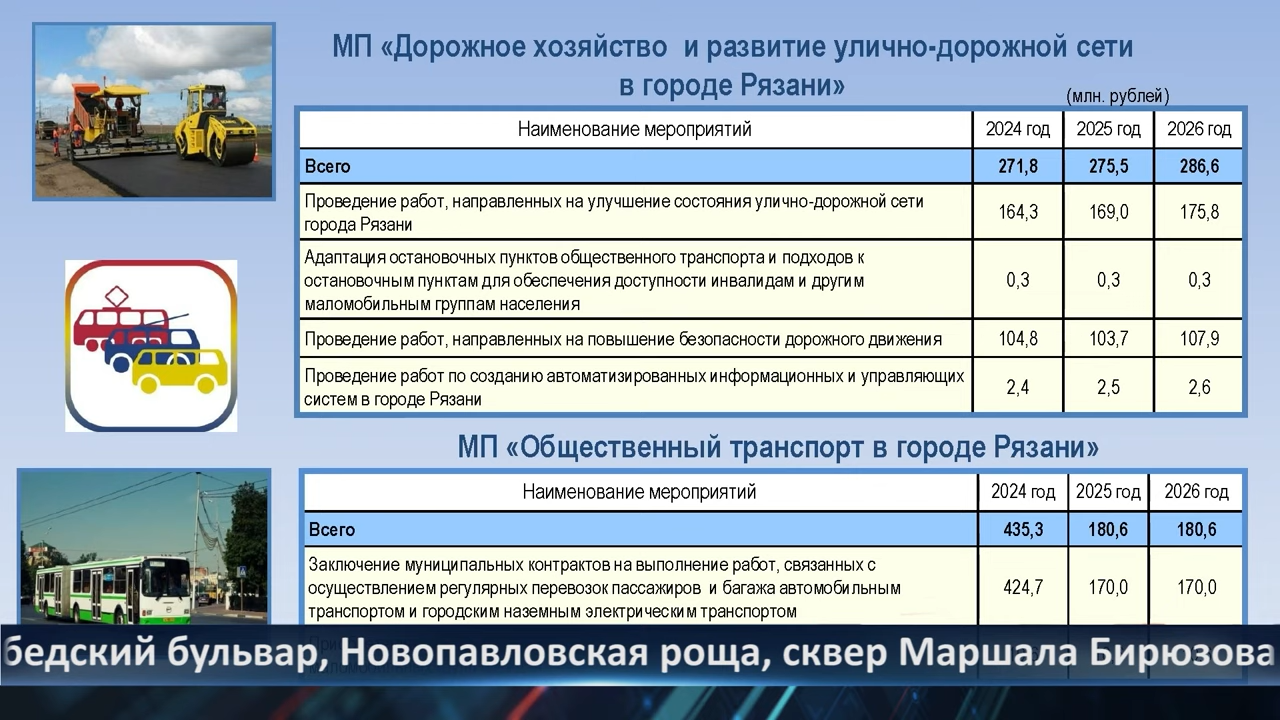 МП «Дорожное хозяйство и развитие улично-дорожной сети
в городе Рязани»
(млн. рублей)
Наименование мероприятий 2024 год 2025 год 2026 год
Всего 271,8 275,5 286,6
Проведение работ, направленных на улучшение состояния улично-дорожной сети
города Рязани 164,3 169,0 175,8
Адаптация остановочных пунктов общественного транспорта и подходов к
остановочным пунктам для обеспечения доступности инвалидам и другим
маломобильным группам населения 0,3 0,3 0,3
Проведение работ, направленных на повышение безопасности дорожного движения 104,8 103,7 107,9
Проведение работ по созданию автоматизированных информационных и управляющих
систем в городе Рязани 2,4 2,5 2,6
МП «Общественный транспорт в городе Рязани»
Наименование мероприятий 2024 год 2025 год 2026 год
Всего 435,3 180,6 180,6
Заключение муниципальных контрактов на выполнение работ, связанных с
осуществлением регулярных перевозок пассажиров и багажа автомобильным
транспортом и городским наземным электрическим транспортом 424,7 170,0 170,0
бедский бульвар, Новопавловская роща, сквер Маршала Бирюзова